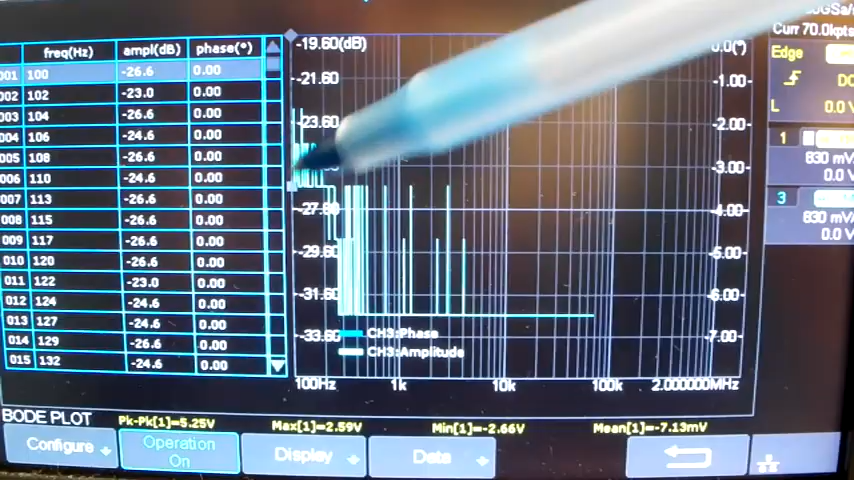 GSa/s
Curr 70.0kpts
freq(Hz) ampl(dB) phase(°)
001 100 -26.6 0.00
002 102 -23.0 0.00
003 104 -26.6 0.00
004 106 -24.6 0.00
005 108 -26.6 0.00
006 110 -24.6 0.00
007 113 -26.6 0.00
008 115 -26.6 0.00
009 117 -26.6 0.00
010 120 -26.6 0.00
011 122 -23.0 0.00
012 124 -24.6 0.00
013 127 -24.6 0.00
014 129 -26.6 0.00
015 132 -24.6 0.00
-19.60(dB)
-21.60
-23.60
-27.60
-29.60
-31.60
-33.60
0.0(°)
-1.00
-2.00
-3.00
-4.00
-5.00
-6.00
-7.00
CH3:Phase
CH3:Amplitude
100Hz 1k 10k 100k 2.000000MHz
Edge
L 0.0 V
1
830 mV
0.0 V
3
830 mV
0.0 V
BODE PLOT
Pk-Pk[1]=5.25V Max[1]=2.59V Min[1]=-2.66V Mean[1]=-7.13mV
Configure
Operation
On
Display
Data